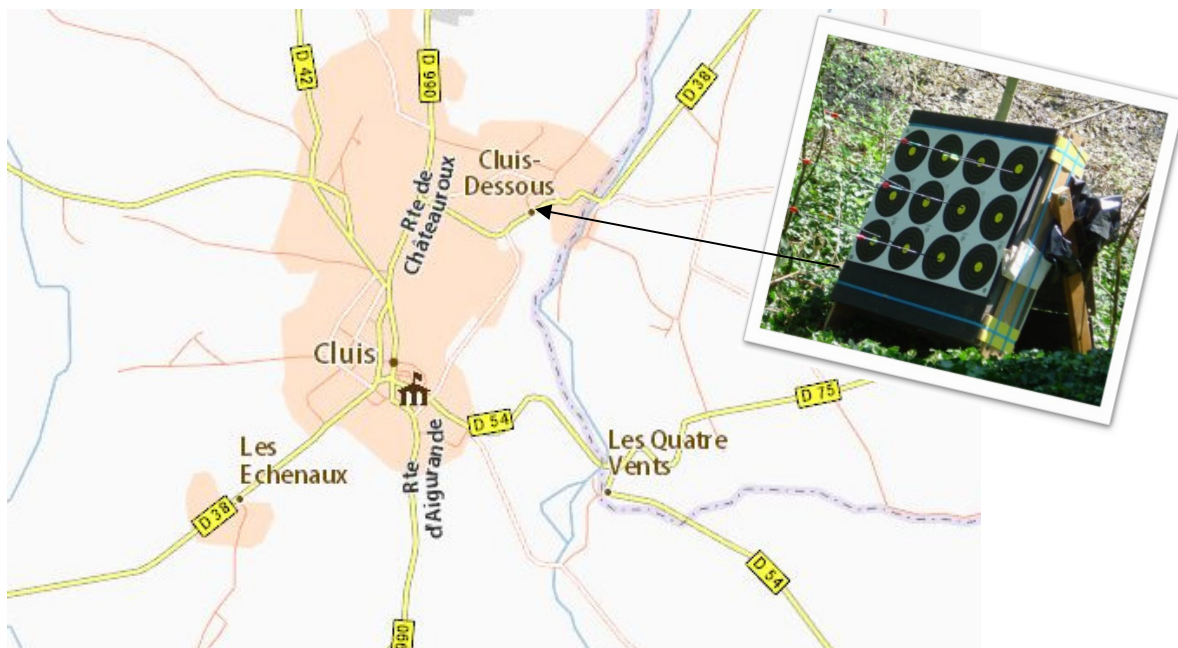 D 42
D 990
D 38
Cluis-
Dessous
Rte de
Châteauroux
Cluis
D 54
D 75
Les Quatre
Vents
Les
Echenaux
Rte
d'Aigurande
D 38
D 54
990